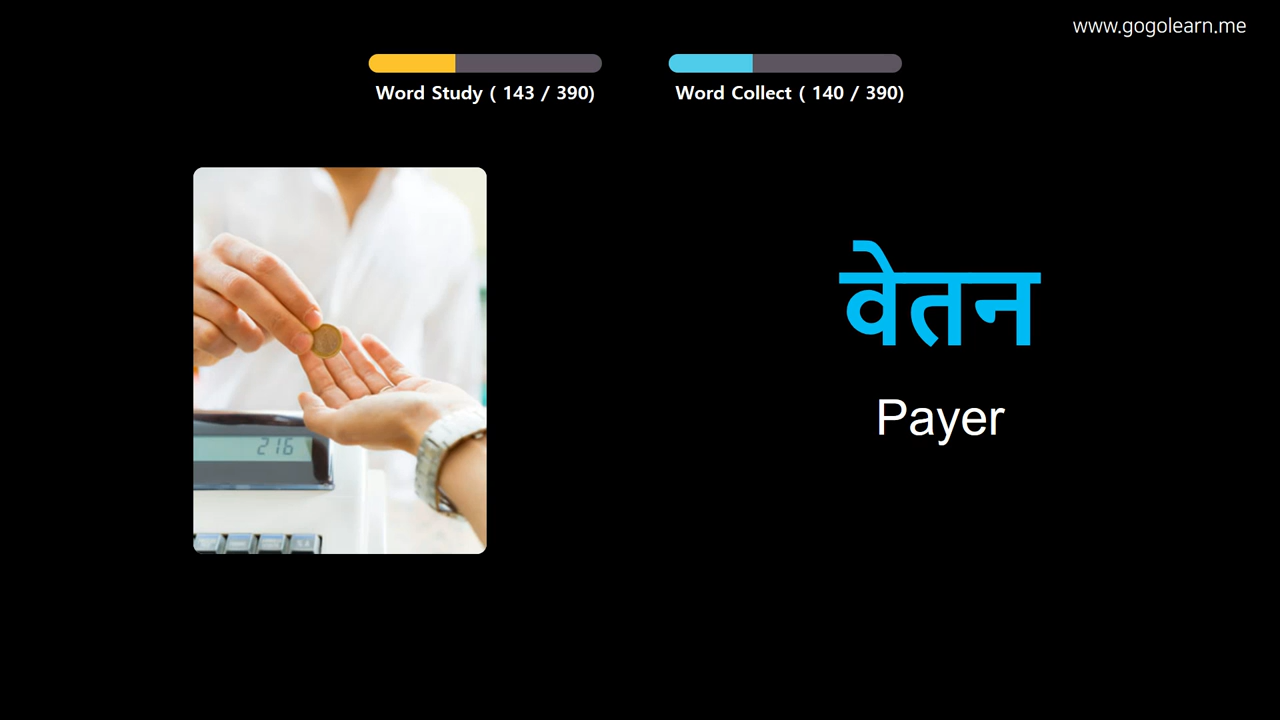 www.gogolearn.me
Word Study ( 143 / 390)
Word Collect ( 140 / 390)
वेतन
Payer
216